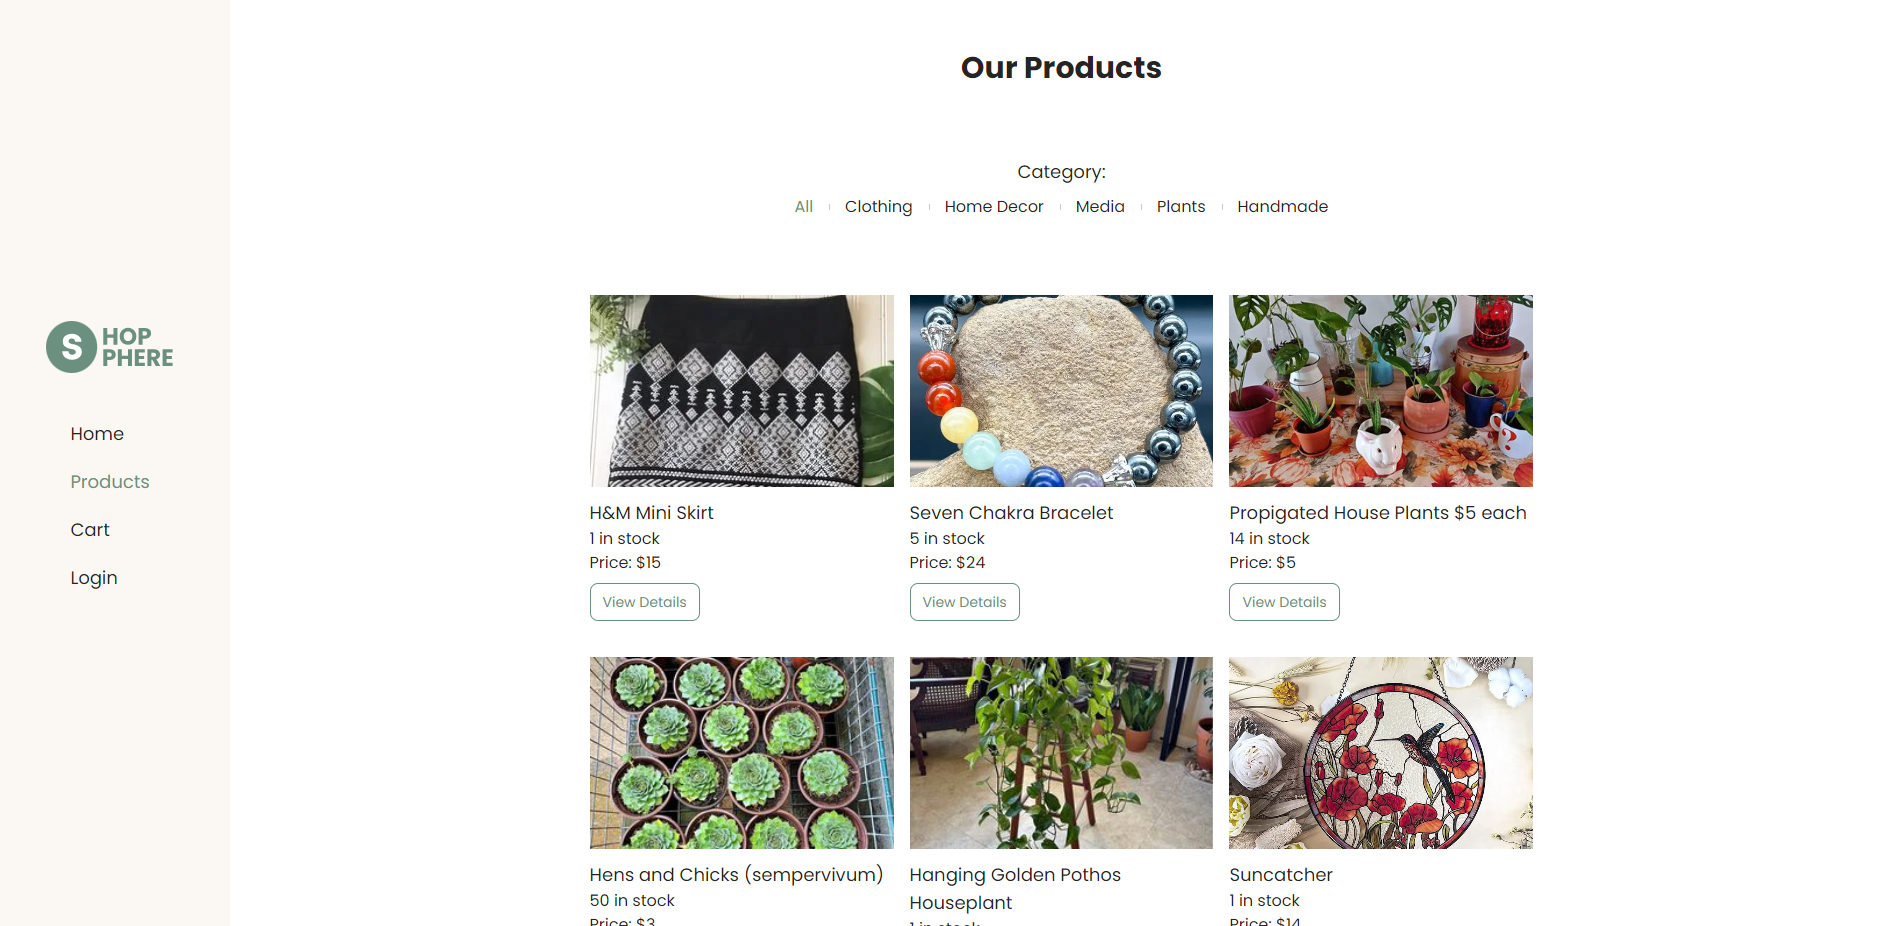 Our Products
Category:
All
Clothing
Home Decor
Media
Plants
Handmade
S
HOP
PHERE
Home
Products
Cart
Login
H&M Mini Skirt
1 in stock
Price: $15
View Details
Seven Chakra Bracelet
5 in stock
Price: $24
View Details
Propigated House Plants $5 each
14 in stock
Price: $5
View Details
Hens and Chicks (sempervivum)
50 in stock
Price: $3
Hanging Golden Pothos
Houseplant
1 in stock
Suncatcher
1 in stock
Price: $14